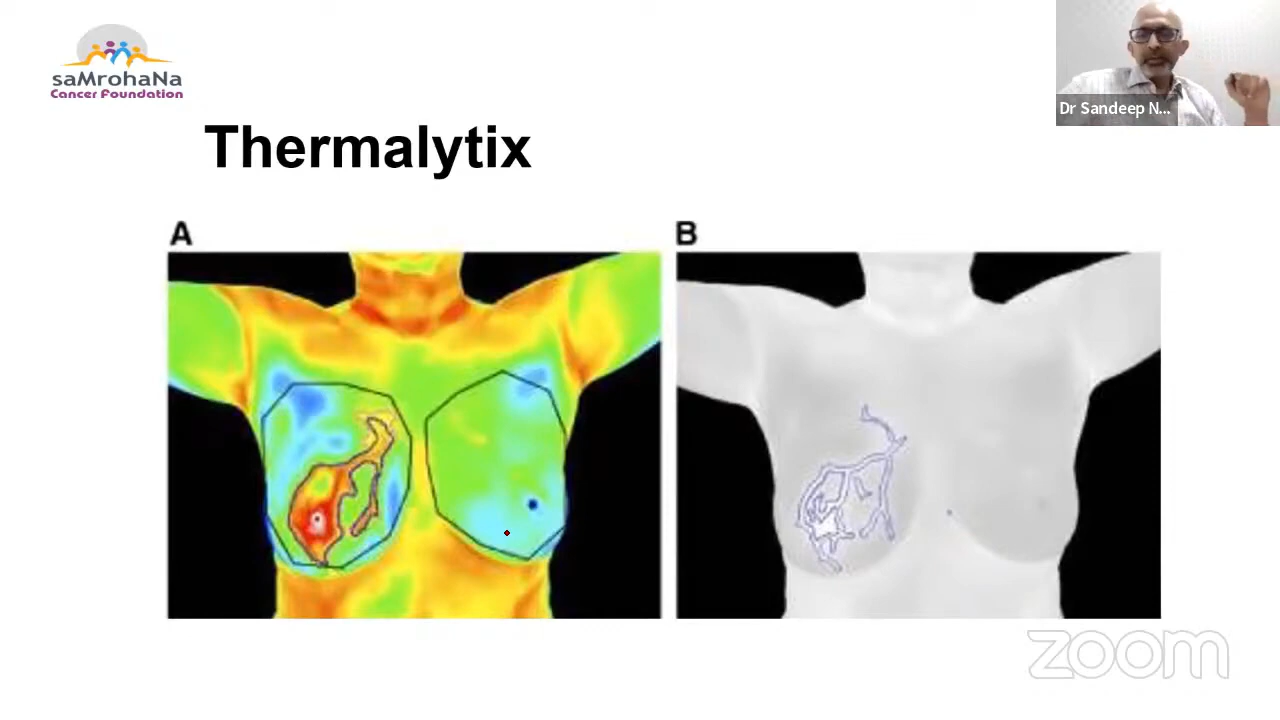 saMrohaNa
Cancer Foundation
Dr Sandeep N...
Thermalytix
A
B
zoom